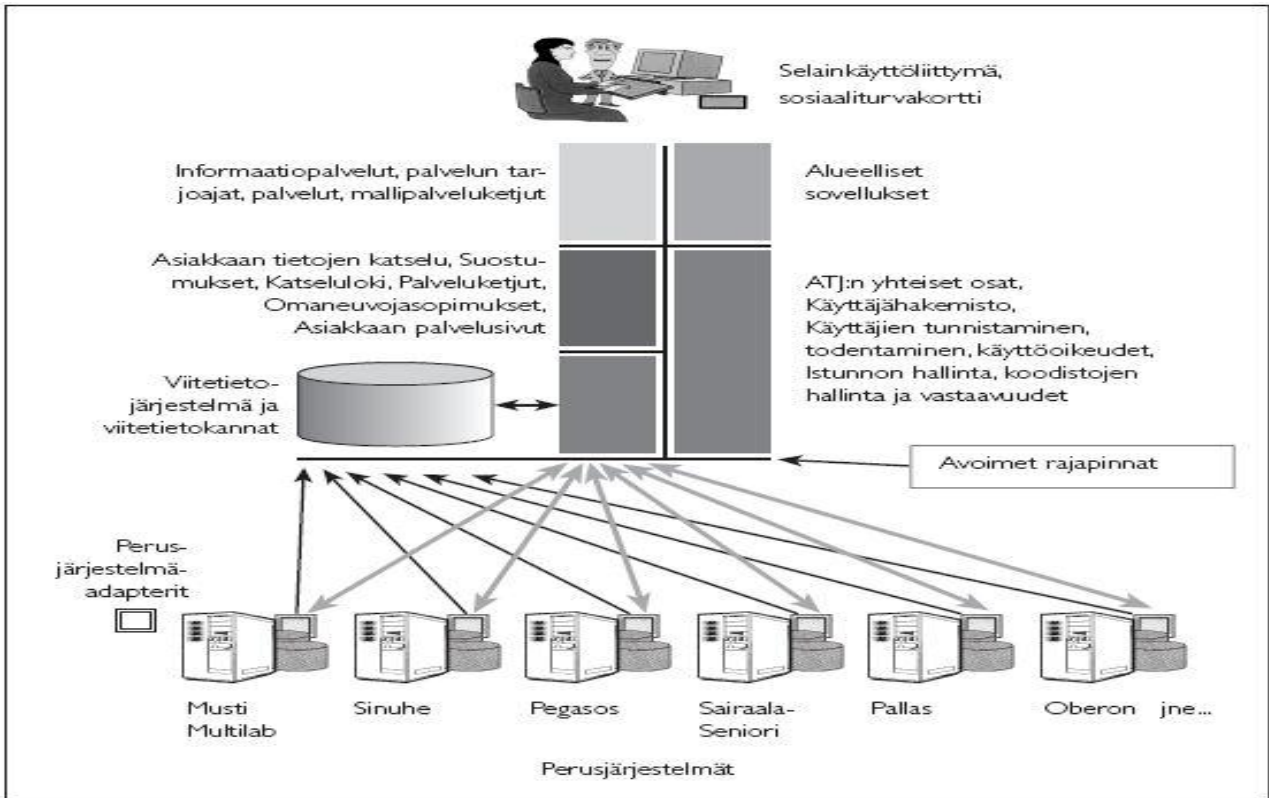 Selainkäyttöliittymä,
sosiaaliturvakortti
Informaatiopalvelut, palvelun tar-
joajat, palvelut, mallipalveluketjut
Alueelliset
sovellukset
Asiakkaan tietojen katselu, Suostu-
mukset, Katseluloki, Palveluketjut,
Omaneuvojasopimukset,
Asiakkaan palvelusivut
ATJ:n yhteiset osat,
Käyttäjähakemisto,
Käyttäjien tunnistaminen,
todentaminen, käyttöoikeudet,
Istunnon hallinta, koodistojen
hallinta ja vastaavuudet
Viitetieto-
järjestelmä ja
viitetietokannat
Avoimet rajapinnat
Perus-
järjestelmä-
adapterit
Musti
Multilab
Sinuhe
Pegasos
Sairaala-
Seniori
Pallas
Oberon jne...
Perusjärjestelmät